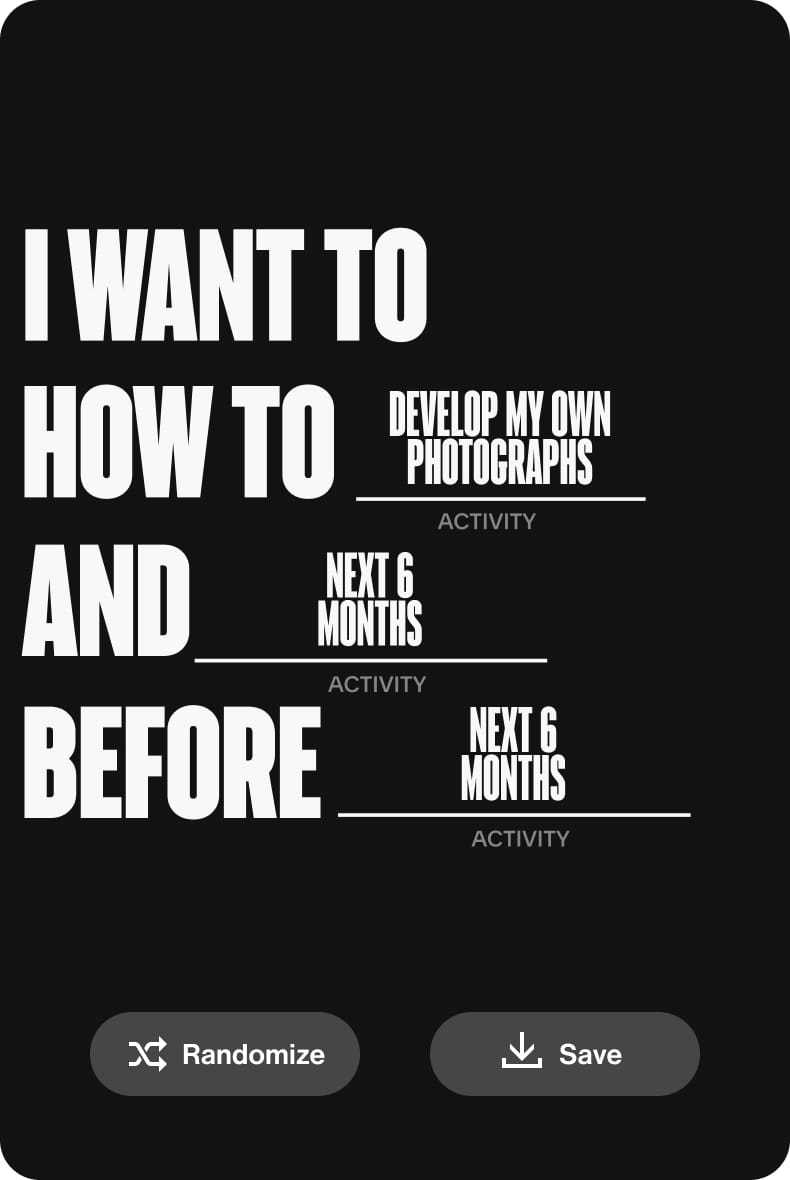 I WANT TO
HOW TO DEVELOP MY OWN
PHOTOGRAPHS
ACTIVITY
AND NEXT 6
MONTHS
ACTIVITY
BEFORE NEXT 6
MONTHS
ACTIVITY
Randomize Save